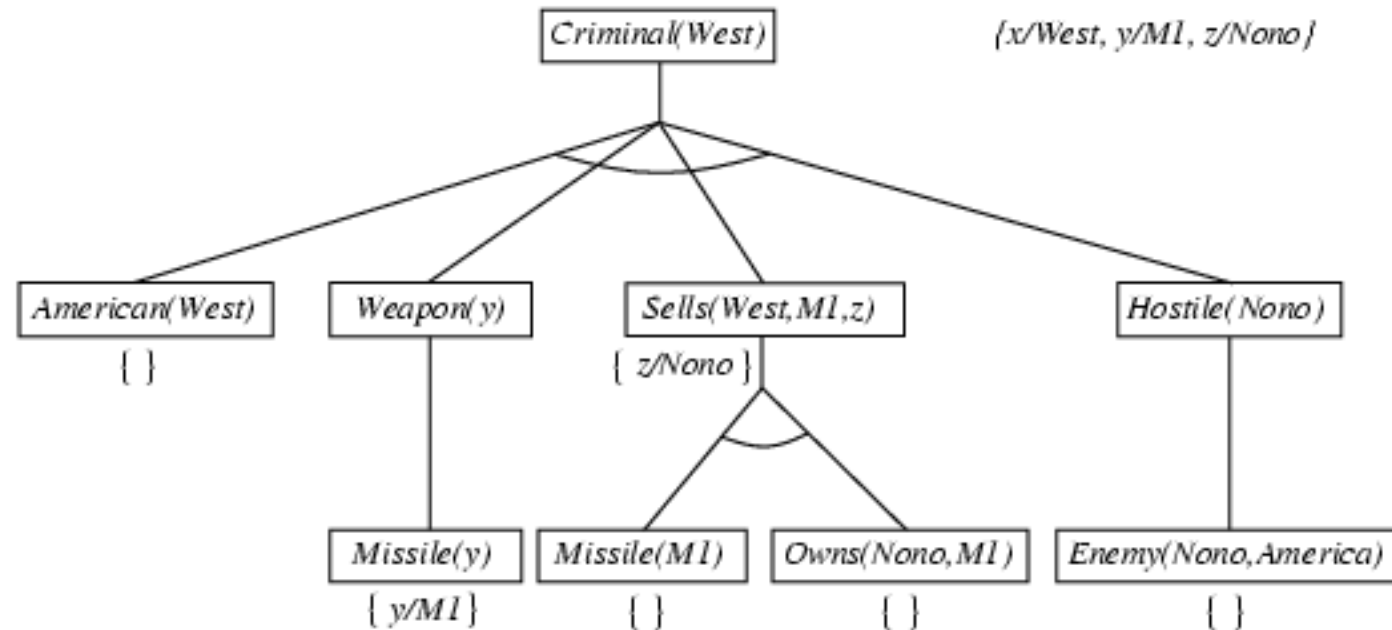 Criminal(West) {x/West, y/M1, z/Nono}
American(West) Weapon(y) Sells(West,M1,z) Hostile(Nono)
{ } { z/Nono }
Missile(y) Missile(M1) Owns(Nono,M1) Enemy(Nono,America)
{ y/M1 } { } { } { }